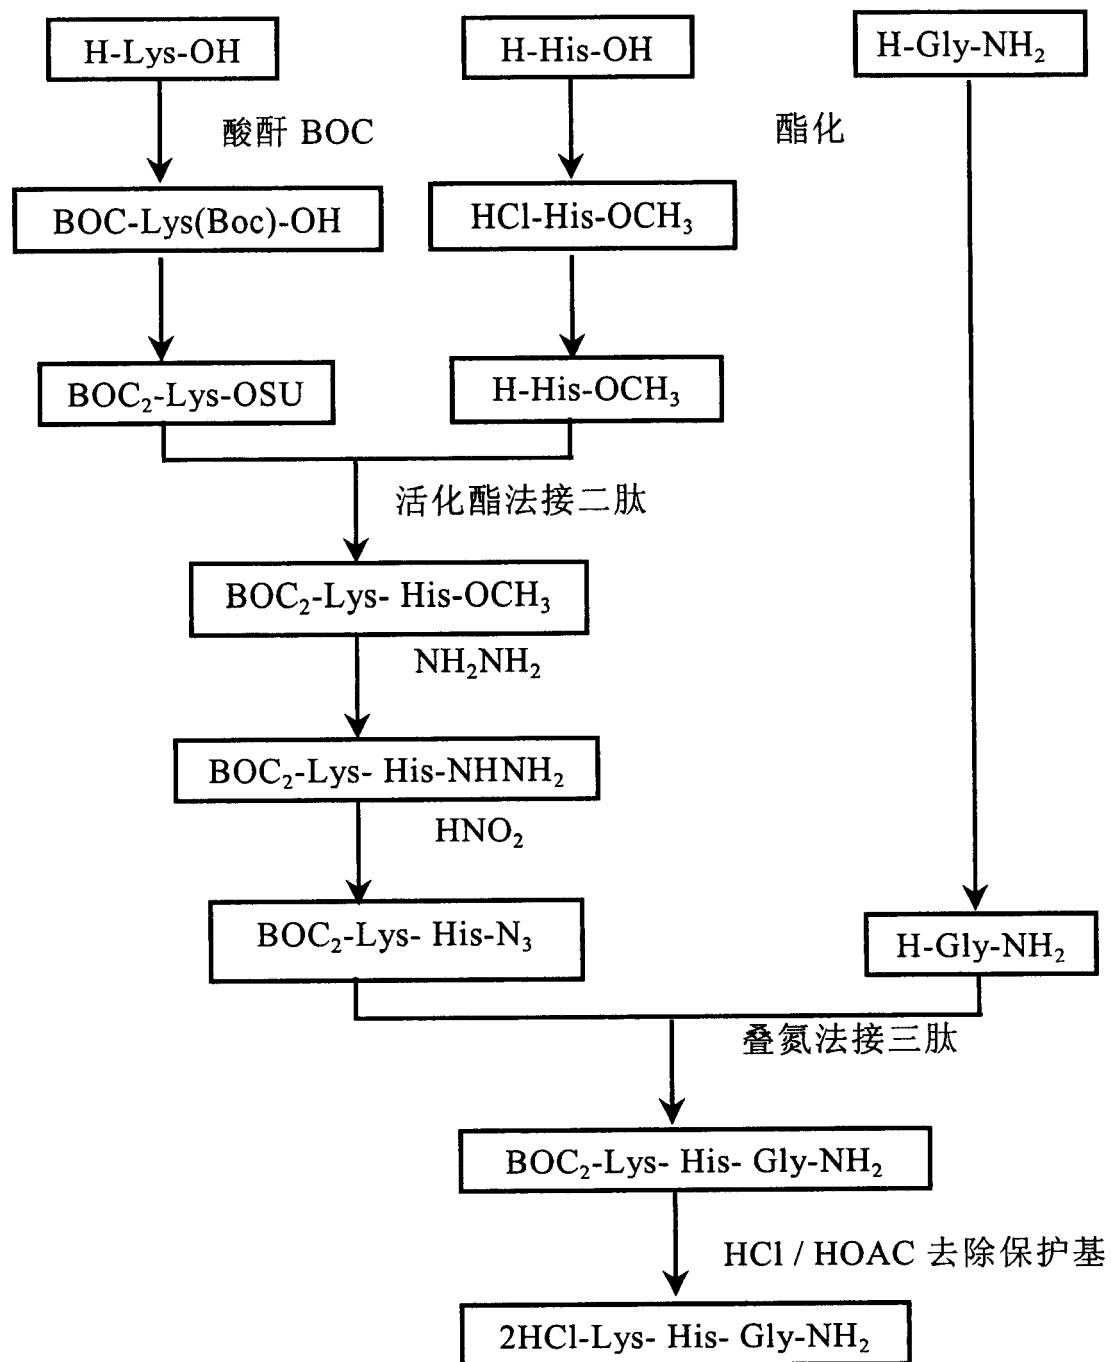 H-Lys-OH
H-His-OH
H-Gly-NH₂
酸酐 BOC
酯化
BOC-Lys(Boc)-OH
HCl-His-OCH₃
BOC₂-Lys-OSU
H-His-OCH₃
活化酯法接二肽
BOC₂-Lys- His-OCH₃
NH₂NH₂
BOC₂-Lys- His-NHNH₂
HNO₂
BOC₂-Lys- His-N₃
H-Gly-NH₂
叠氮法接三肽
BOC₂-Lys- His- Gly-NH₂
HCl / HOAC 去除保护基
2HCl-Lys- His- Gly-NH₂